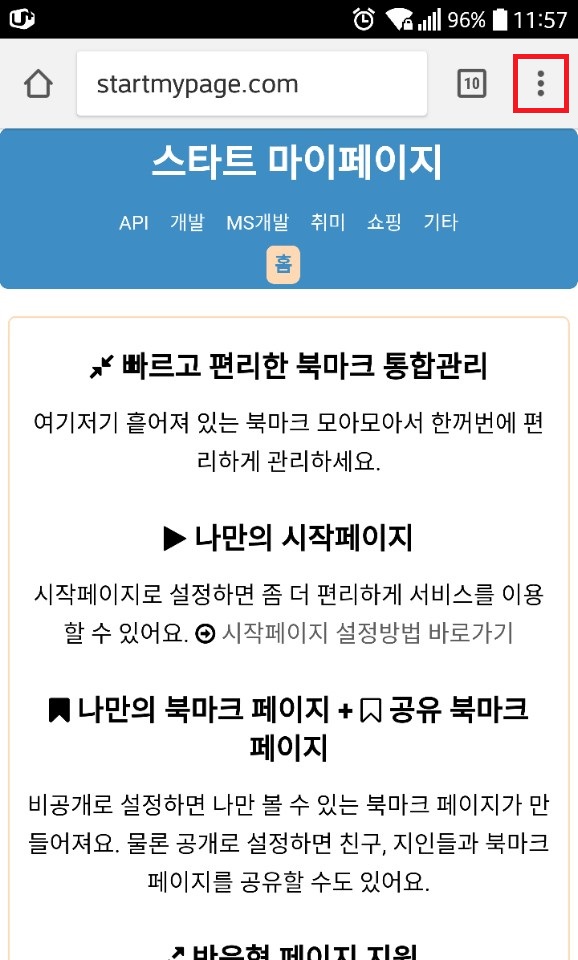 U+ 96% 11:57
startmypage.com 10
스타트 마이페이지
API 개발 MS개발 취미 쇼핑 기타
홈
빠르고 편리한 북마크 통합관리
여기저기 흩어져 있는 북마크 모아모아서 한꺼번에 편
리하게 관리하세요.
나만의 시작페이지
시작페이지로 설정하면 좀 더 편리하게 서비스를 이용
할 수 있어요. 시작페이지 설정방법 바로가기
나만의 북마크 페이지 + 공유 북마크
페이지
비공개로 설정하면 나만 볼 수 있는 북마크 페이지가 만
들어져요. 물론 공개로 설정하면 친구, 지인들과 북마크
페이지를 공유할 수도 있어요.
반응형 페이지 지원